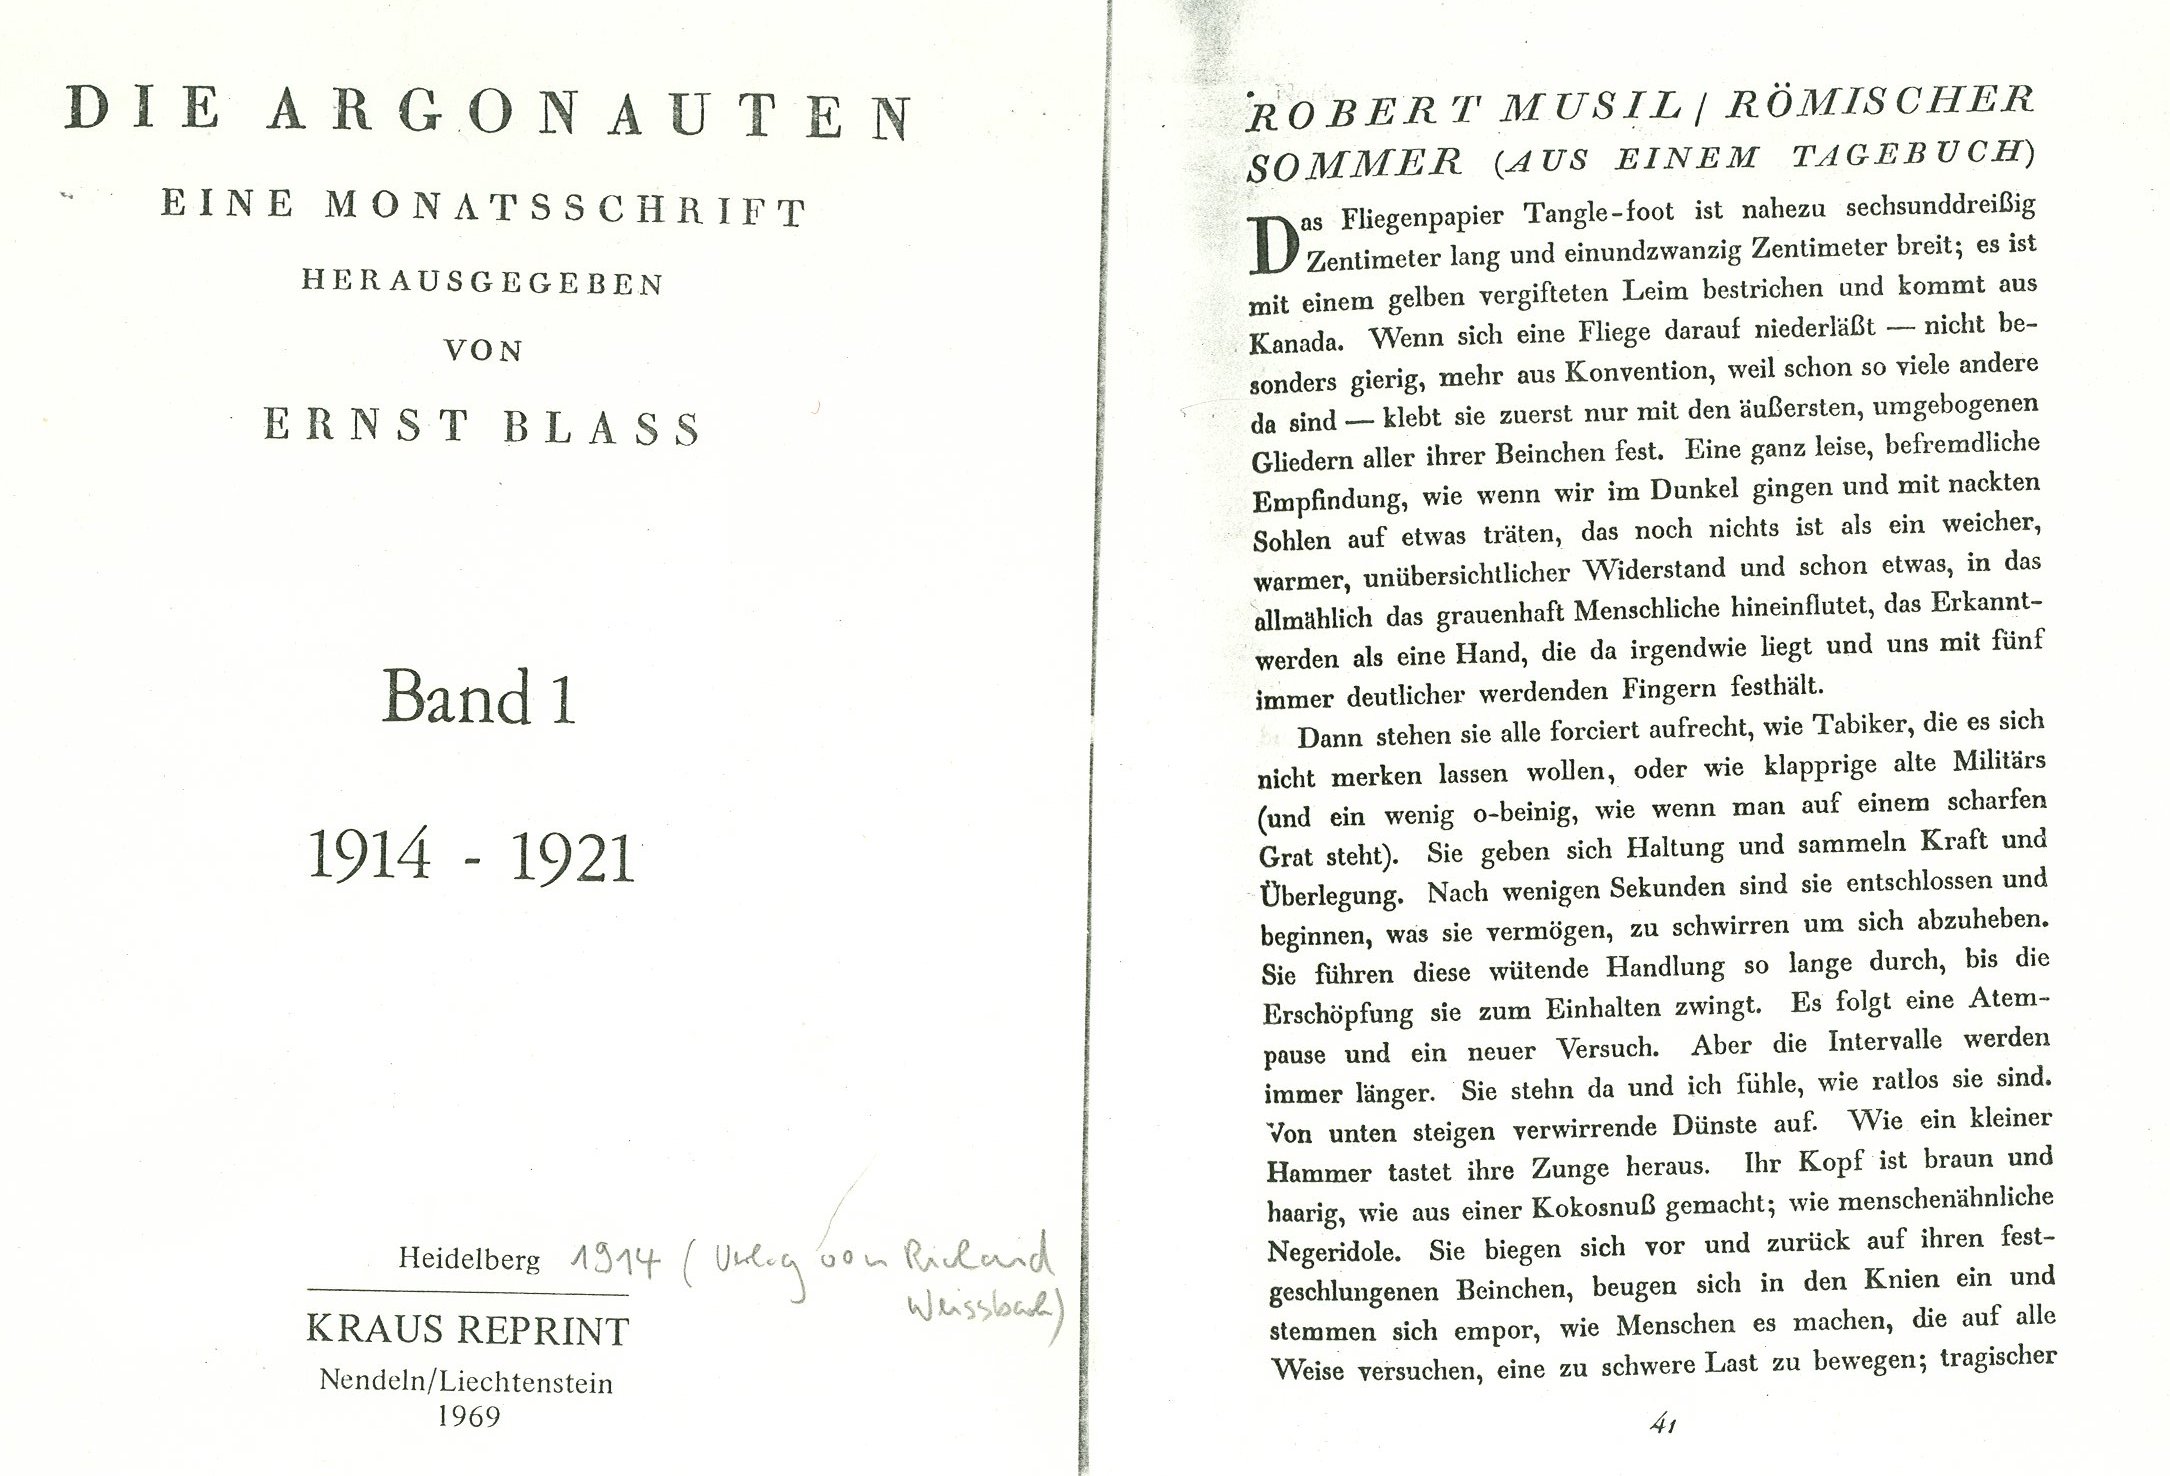 DIE ARGONAUTEN
EINE MONATSSCHRIFT
HERAUSGEGEBEN
VON
ERNST BLASS
Band 1
1914 - 1921
Heidelberg 1914 (Verlag von Richard
Weissbach)
KRAUS REPRINT
Nendeln/Liechtenstein
1969
ROBERT MUSIL / RÖMISCHER
SOMMER (AUS EINEM TAGEBUCH)
Das Fliegenpapier Tangle-foot ist nahezu sechsunddreißig
Zentimeter lang und einundzwanzig Zentimeter breit; es ist
mit einem gelben vergifteten Leim bestrichen und kommt aus
Kanada. Wenn sich eine Fliege darauf niederläßt — nicht be-
sonders gierig, mehr aus Konvention, weil schon so viele andere
da sind — klebt sie zuerst nur mit den äußersten, umgebogenen
Gliedern aller ihrer Beinchen fest. Eine ganz leise, befremdliche
Empfindung, wie wenn wir im Dunkel gingen und mit nackten
Sohlen auf etwas träten, das noch nichts ist als ein weicher,
warmer, unübersichtlicher Widerstand und schon etwas, in das
allmählich das grauenhaft Menschliche hineinflutet, das Erkannt-
werden als eine Hand, die da irgendwie liegt und uns mit fünf
immer deutlicher werdenden Fingern festhält.
Dann stehen sie alle forciert aufrecht, wie Tabiker, die es sich
nicht merken lassen wollen, oder wie klapprige alte Militärs
(und ein wenig o-beinig, wie wenn man auf einem scharfen
Grat steht). Sie geben sich Haltung und sammeln Kraft und
Überlegung. Nach wenigen Sekunden sind sie entschlossen und
beginnen, was sie vermögen, zu schwirren um sich abzuheben.
Sie führen diese wütende Handlung so lange durch, bis die
Erschöpfung sie zum Einhalten zwingt. Es folgt eine Atem-
pause und ein neuer Versuch. Aber die Intervalle werden
immer länger. Sie stehn da und ich fühle, wie ratlos sie sind.
Von unten steigen verwirrende Dünste auf. Wie ein kleiner
Hammer tastet ihre Zunge heraus. Ihr Kopf ist braun und
haarig, wie aus einer Kokosnuß gemacht; wie menschenähnliche
Negeridole. Sie biegen sich vor und zurück auf ihren fest-
geschlungenen Beinchen, beugen sich in den Knien ein und
stemmen sich empor, wie Menschen es machen, die auf alle
Weise versuchen, eine zu schwere Last zu bewegen; tragischer
41